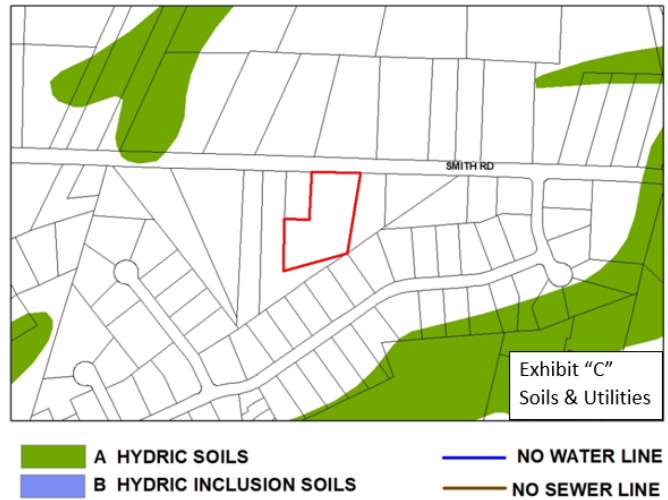 SMITH RD
Exhibit “C”
Soils & Utilities
A HYDRIC SOILS
B HYDRIC INCLUSION SOILS
NO WATER LINE
NO SEWER LINE